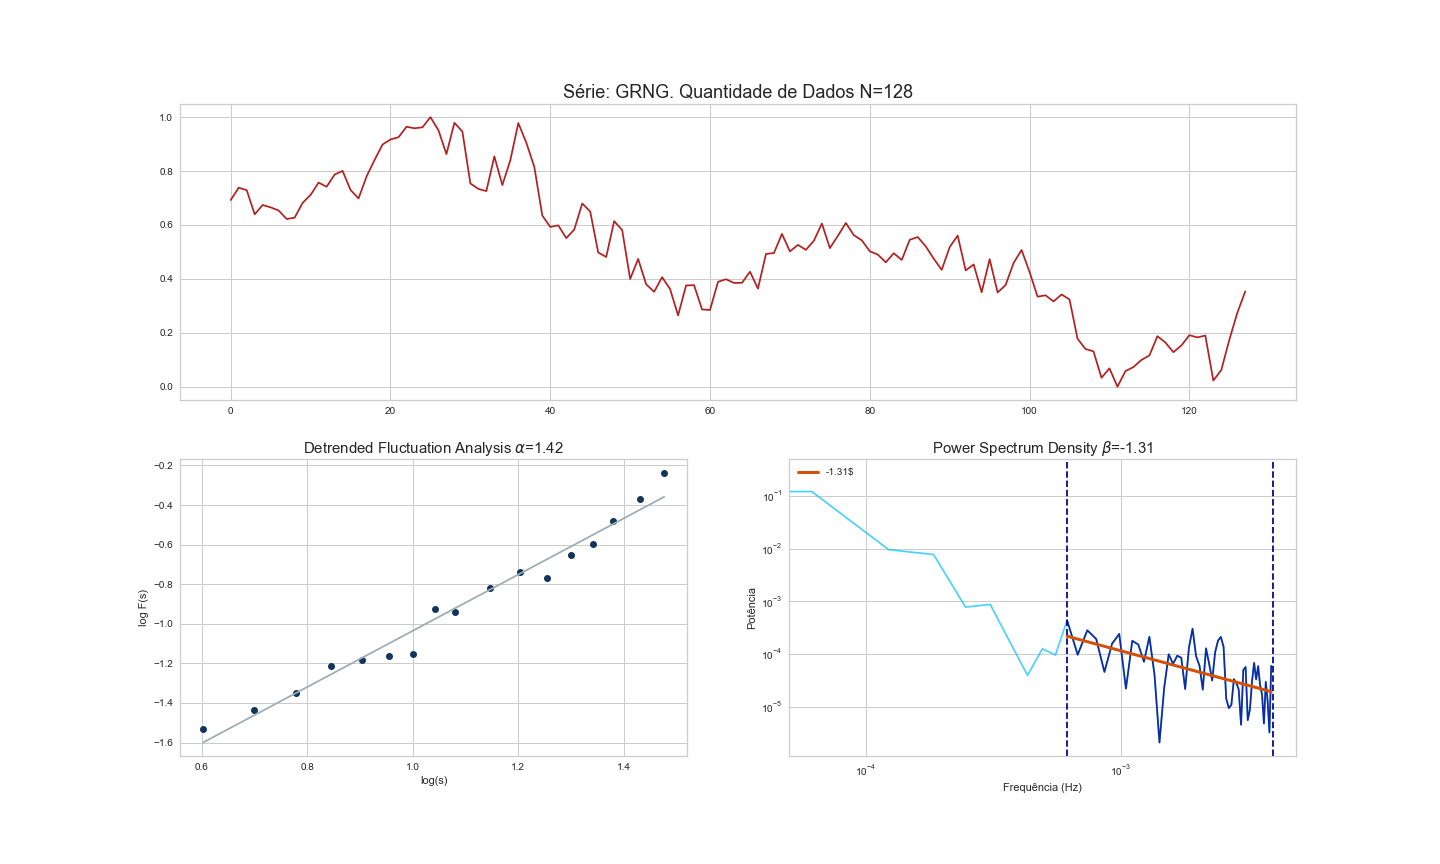 Série: GRNG. Quantidade de Dados N=128
1.0
0.8
0.6
0.4
0.2
0.0
0 20 40 60 80 100 120
Detrended Fluctuation Analysis α=1.42
−0.2
−0.4
−0.6
−0.8
−1.0
−1.2
−1.4
−1.6
log F(s)
0.6 0.8 1.0 1.2 1.4
log(s)
Power Spectrum Density β=-1.31
-1.31$
10⁻¹
10⁻²
10⁻³
10⁻⁴
10⁻⁵
Potência
10⁻⁴ 10⁻³
Frequência (Hz)